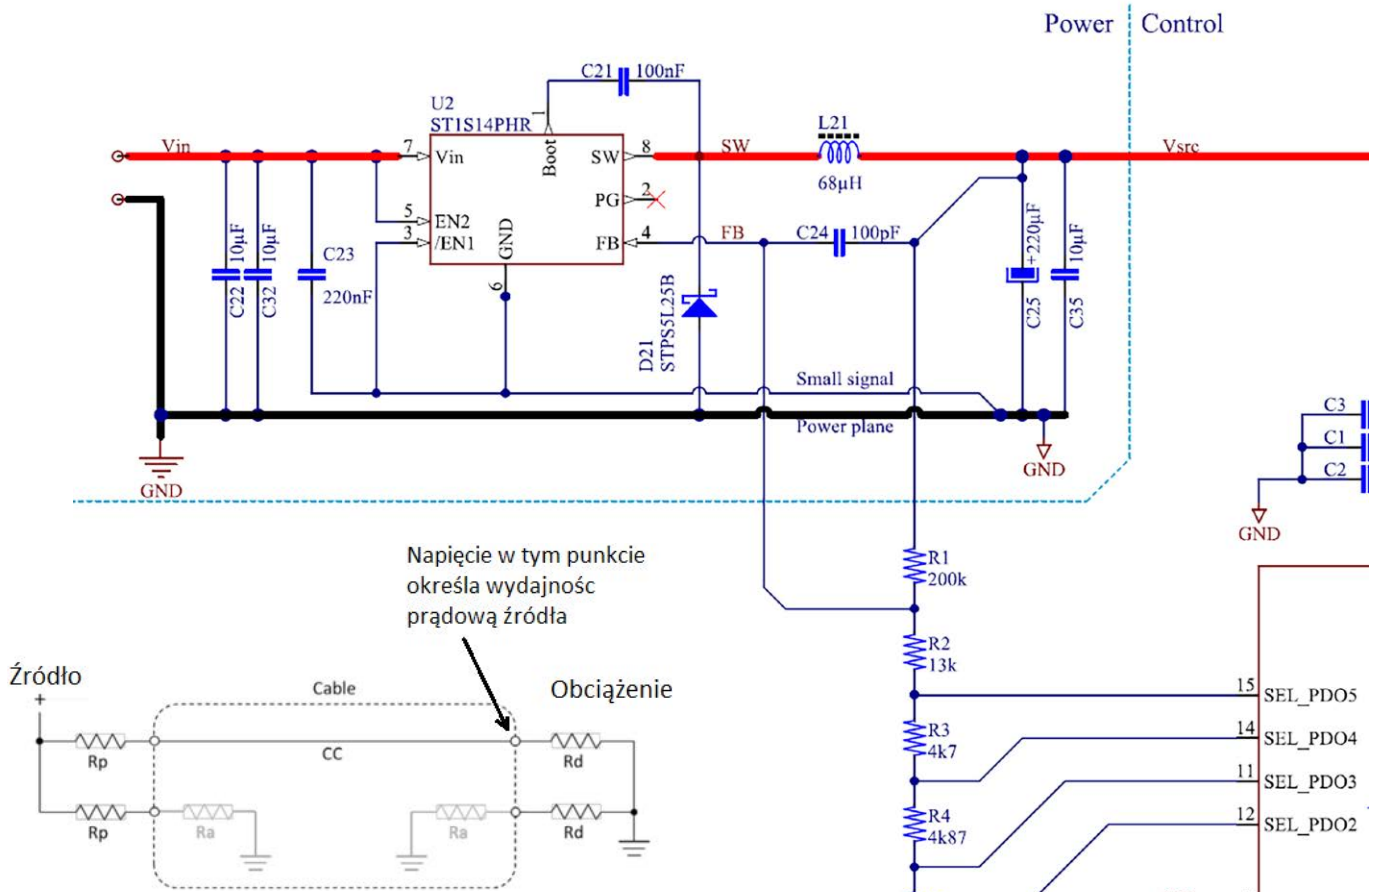 Power
Control
C21
100nF
U2
ST1S14PHR
1
L21
Vin
7
Vin
Boot
SW
8
SW
Vsrc
68µH
PG
2
5
EN2
3
/EN1
GND
FB
4
FB
C24
100pF
10µF
10µF
C23
220nF
C22
C32
6
D21
STPS5L25B
+220µF
10µF
C25
C35
Small signal
Power plane
GND
GND
C3
C1
C2
GND
Napięcie w tym punkcie
określa wydajnośc
prądową źródła
R1
200k
R2
13k
Źródło
+
Cable
Obciążenie
15
SEL_PDO5
14
SEL_PDO4
R3
4k7
Rp
CC
Rd
11
SEL_PDO3
12
SEL_PDO2
R4
4k87
Rp
Ra
Ra
Rd